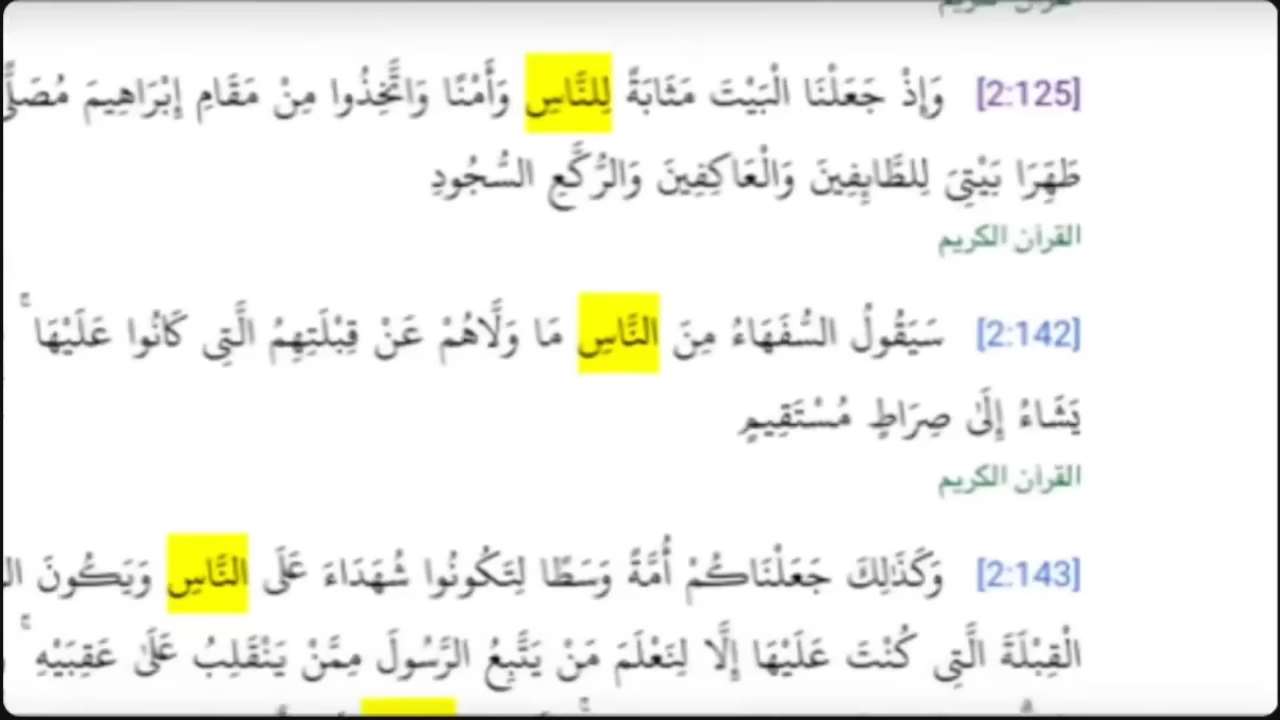 [2:125] وَإِذْ جَعَلْنَا الْبَيْتَ مَثَابَةً لِلنَّاسِ وَأَمْنًا وَاتَّخِذُوا مِنْ مَقَامِ إِبْرَاهِيمَ مُصَلًّى
طَهِّرَا بَيْتِيَ لِلطَّائِفِينَ وَالْعَاكِفِينَ وَالرُّكَّعِ السُّجُودِ
القرآن الكريم
[2:142] سَيَقُولُ السُّفَهَاءُ مِنَ النَّاسِ مَا وَلَّاهُمْ عَنْ قِبْلَتِهِمُ الَّتِي كَانُوا عَلَيْهَا ۚ
يَشَاءُ إِلَىٰ صِرَاطٍ مُسْتَقِيمٍ
القرآن الكريم
[2:143] وَكَذَٰلِكَ جَعَلْنَاكُمْ أُمَّةً وَسَطًا لِتَكُونُوا شُهَدَاءَ عَلَى النَّاسِ وَيَكُونَ
الْقِبْلَةَ الَّتِي كُنْتَ عَلَيْهَا إِلَّا لِنَعْلَمَ مَنْ يَتَّبِعُ الرَّسُولَ مِمَّنْ يَنْقَلِبُ عَلَىٰ عَقِبَيْهِ ۚ